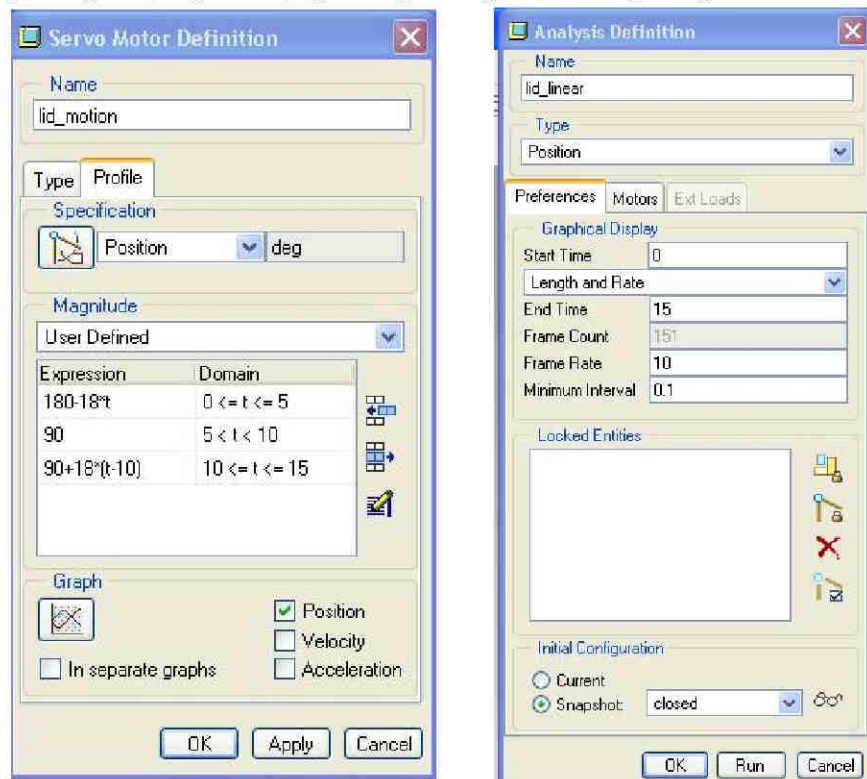 Servo Motor Definition
Name
lid_motion
Type Profile
Specification
Position deg
Magnitude
User Defined
Expression Domain
180-18*t 0 <= t <= 5
90 5 < t < 10
90+18*(t-10) 10 <= t <= 15
Graph
Position
Velocity
In separate graphs Acceleration
OK Apply Cancel
Analysis Definition
Name
lid_linear
Type
Position
Preferences Motors Ext Loads
Graphical Display
Start Time 0
Length and Rate
End Time 15
Frame Count 151
Frame Rate 10
Minimum Interval 0.1
Locked Entities
Initial Configuration
Current
Snapshot: closed
OK Run Cancel